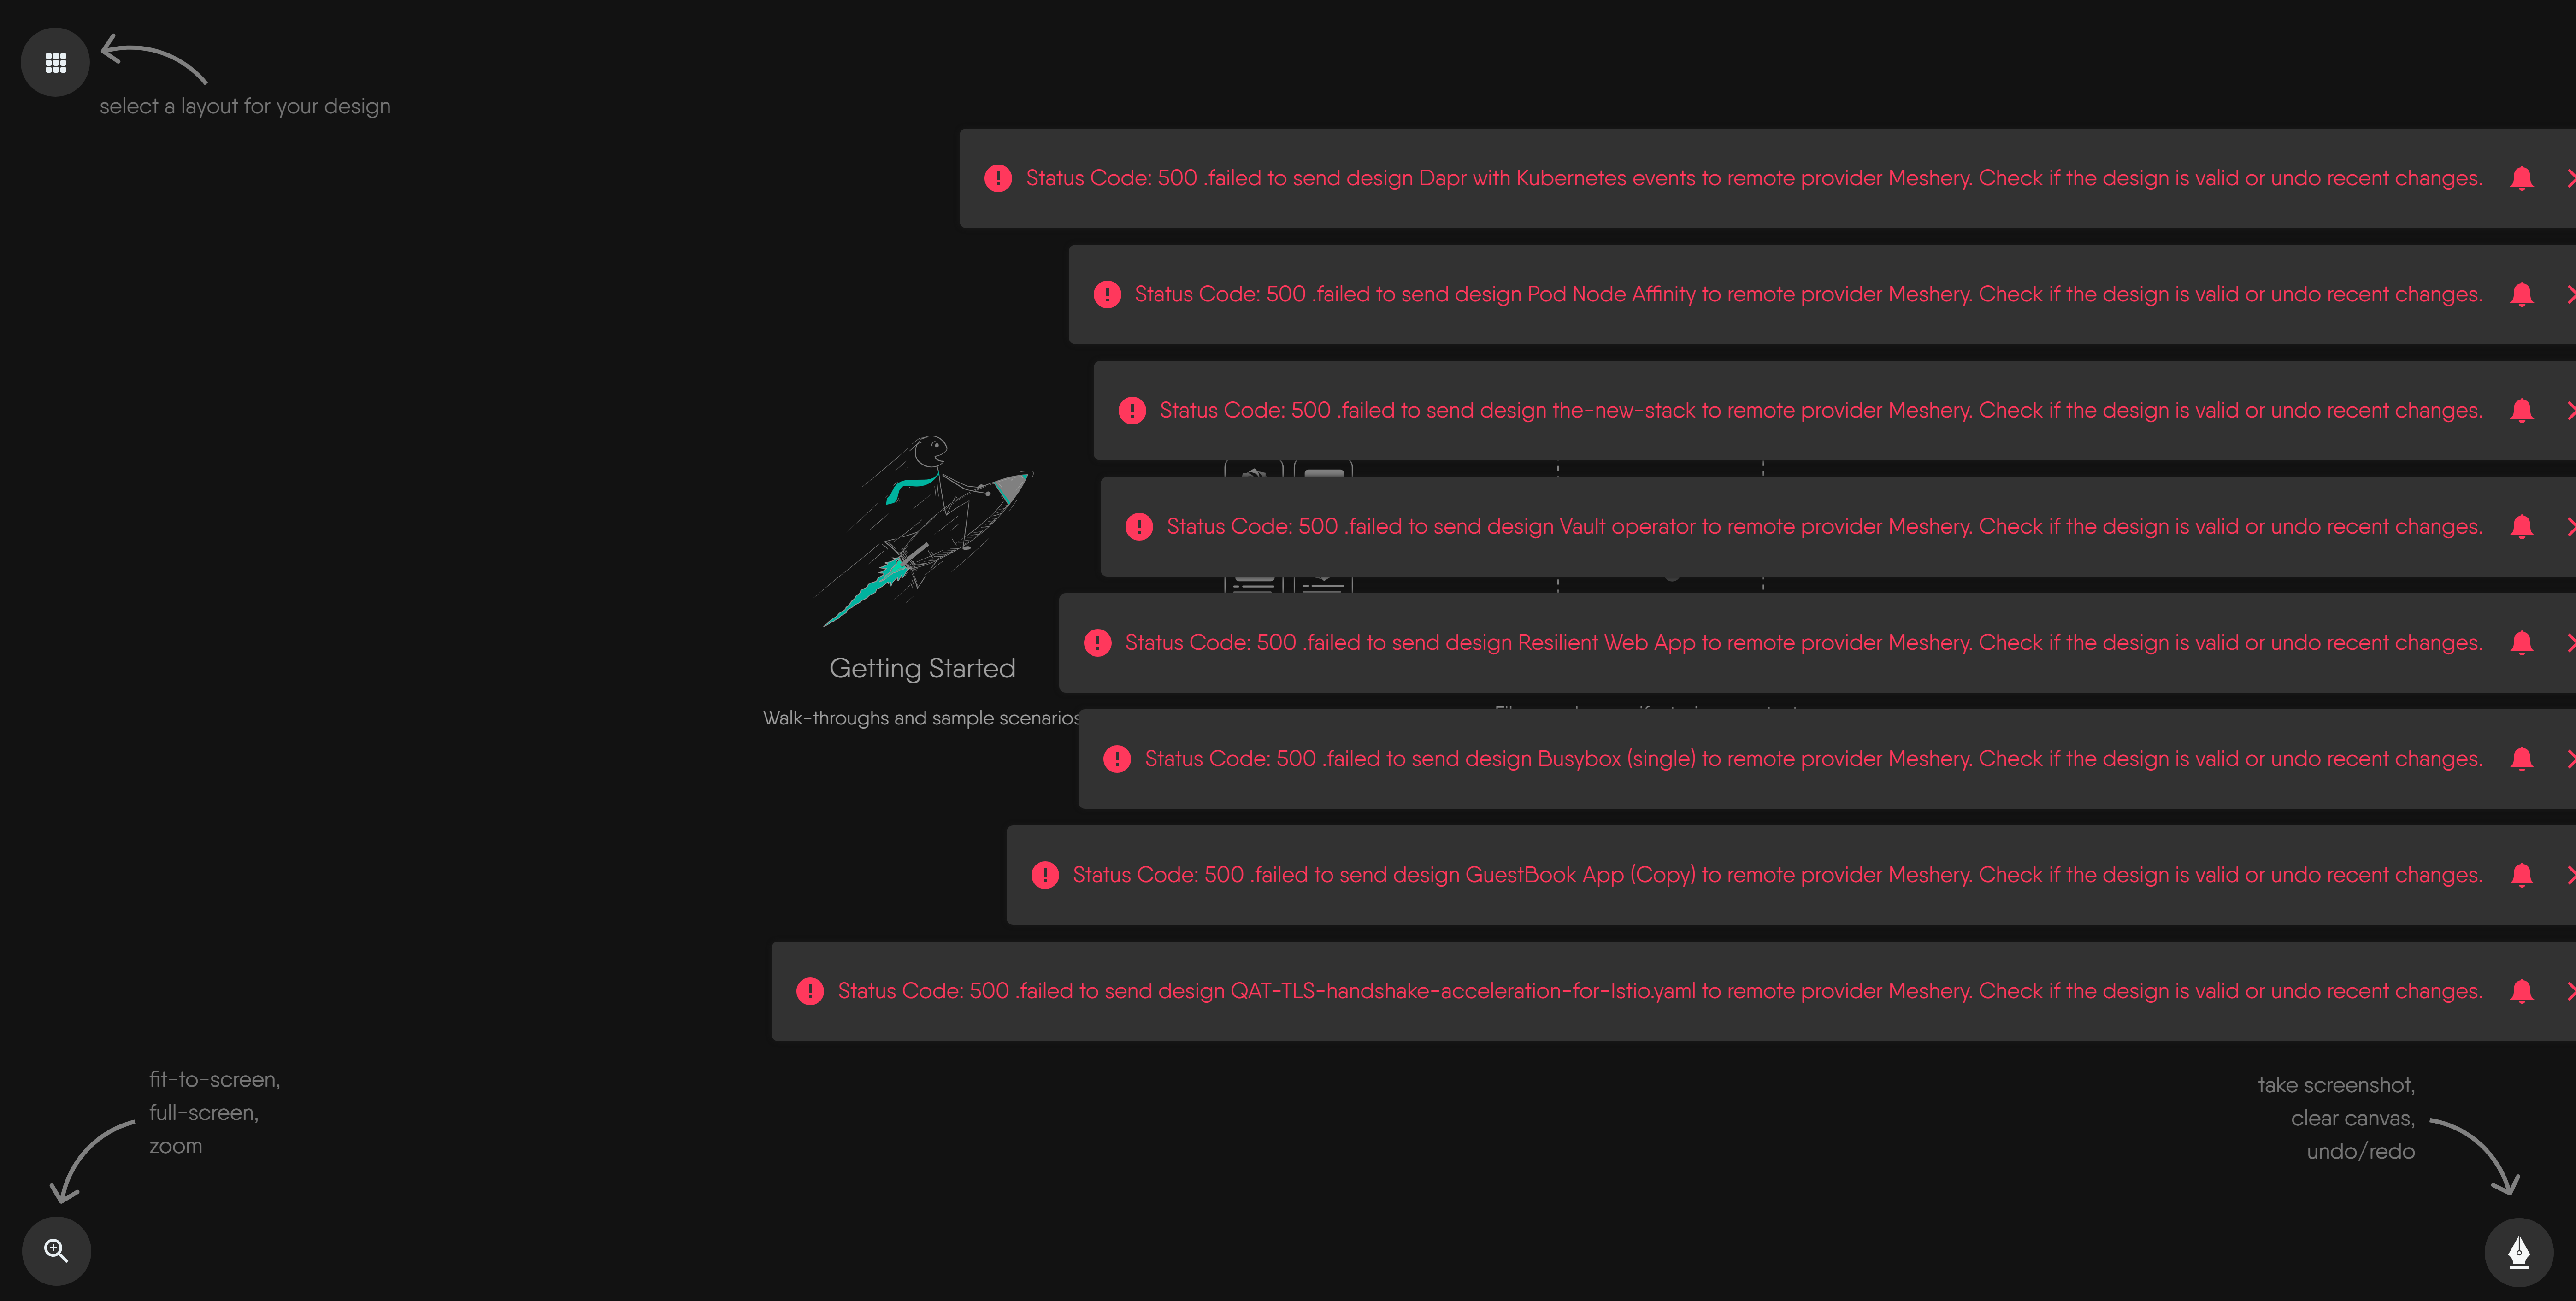 select a layout for your design
Status Code: 500 .failed to send design Dapr with Kubernetes events to remote provider Meshery. Check if the design is valid or undo recent changes.
Status Code: 500 .failed to send design Pod Node Affinity to remote provider Meshery. Check if the design is valid or undo recent changes.
Status Code: 500 .failed to send design the-new-stack to remote provider Meshery. Check if the design is valid or undo recent changes.
Status Code: 500 .failed to send design Vault operator to remote provider Meshery. Check if the design is valid or undo recent changes.
Status Code: 500 .failed to send design Resilient Web App to remote provider Meshery. Check if the design is valid or undo recent changes.
Getting Started
Walk-throughs and sample scenarios
Status Code: 500 .failed to send design Busybox (single) to remote provider Meshery. Check if the design is valid or undo recent changes.
Status Code: 500 .failed to send design GuestBook App (Copy) to remote provider Meshery. Check if the design is valid or undo recent changes.
Status Code: 500 .failed to send design QAT-TLS-handshake-acceleration-for-Istio.yaml to remote provider Meshery. Check if the design is valid or undo recent changes.
fit-to-screen,
full-screen,
zoom
take screenshot,
clear canvas,
undo/redo